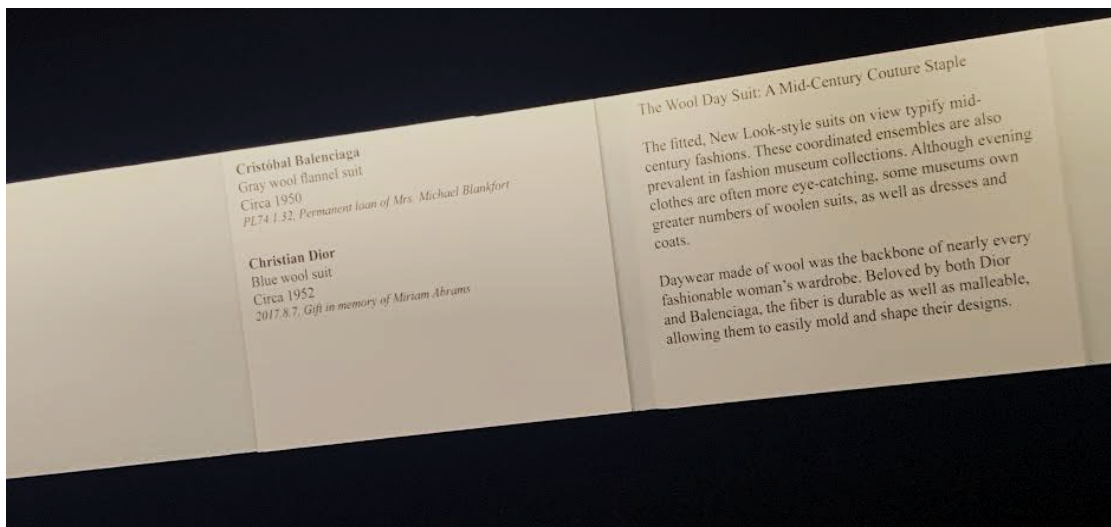 Cristóbal Balenciaga
Gray wool flannel suit
Circa 1950
PL74.1.32, Permanent loan of Mrs. Michael Blankfort
Christian Dior
Blue wool suit
Circa 1952
2017.8.7, Gift in memory of Miriam Abrams
The Wool Day Suit: A Mid-Century Couture Staple
The fitted, New Look-style suits on view typify mid-
century fashions. These coordinated ensembles are also
prevalent in fashion museum collections. Although evening
clothes are often more eye-catching, some museums own
greater numbers of woolen suits, as well as dresses and
coats.
Daywear made of wool was the backbone of nearly every
fashionable woman's wardrobe. Beloved by both Dior
and Balenciaga, the fiber is durable as well as malleable,
allowing them to easily mold and shape their designs.